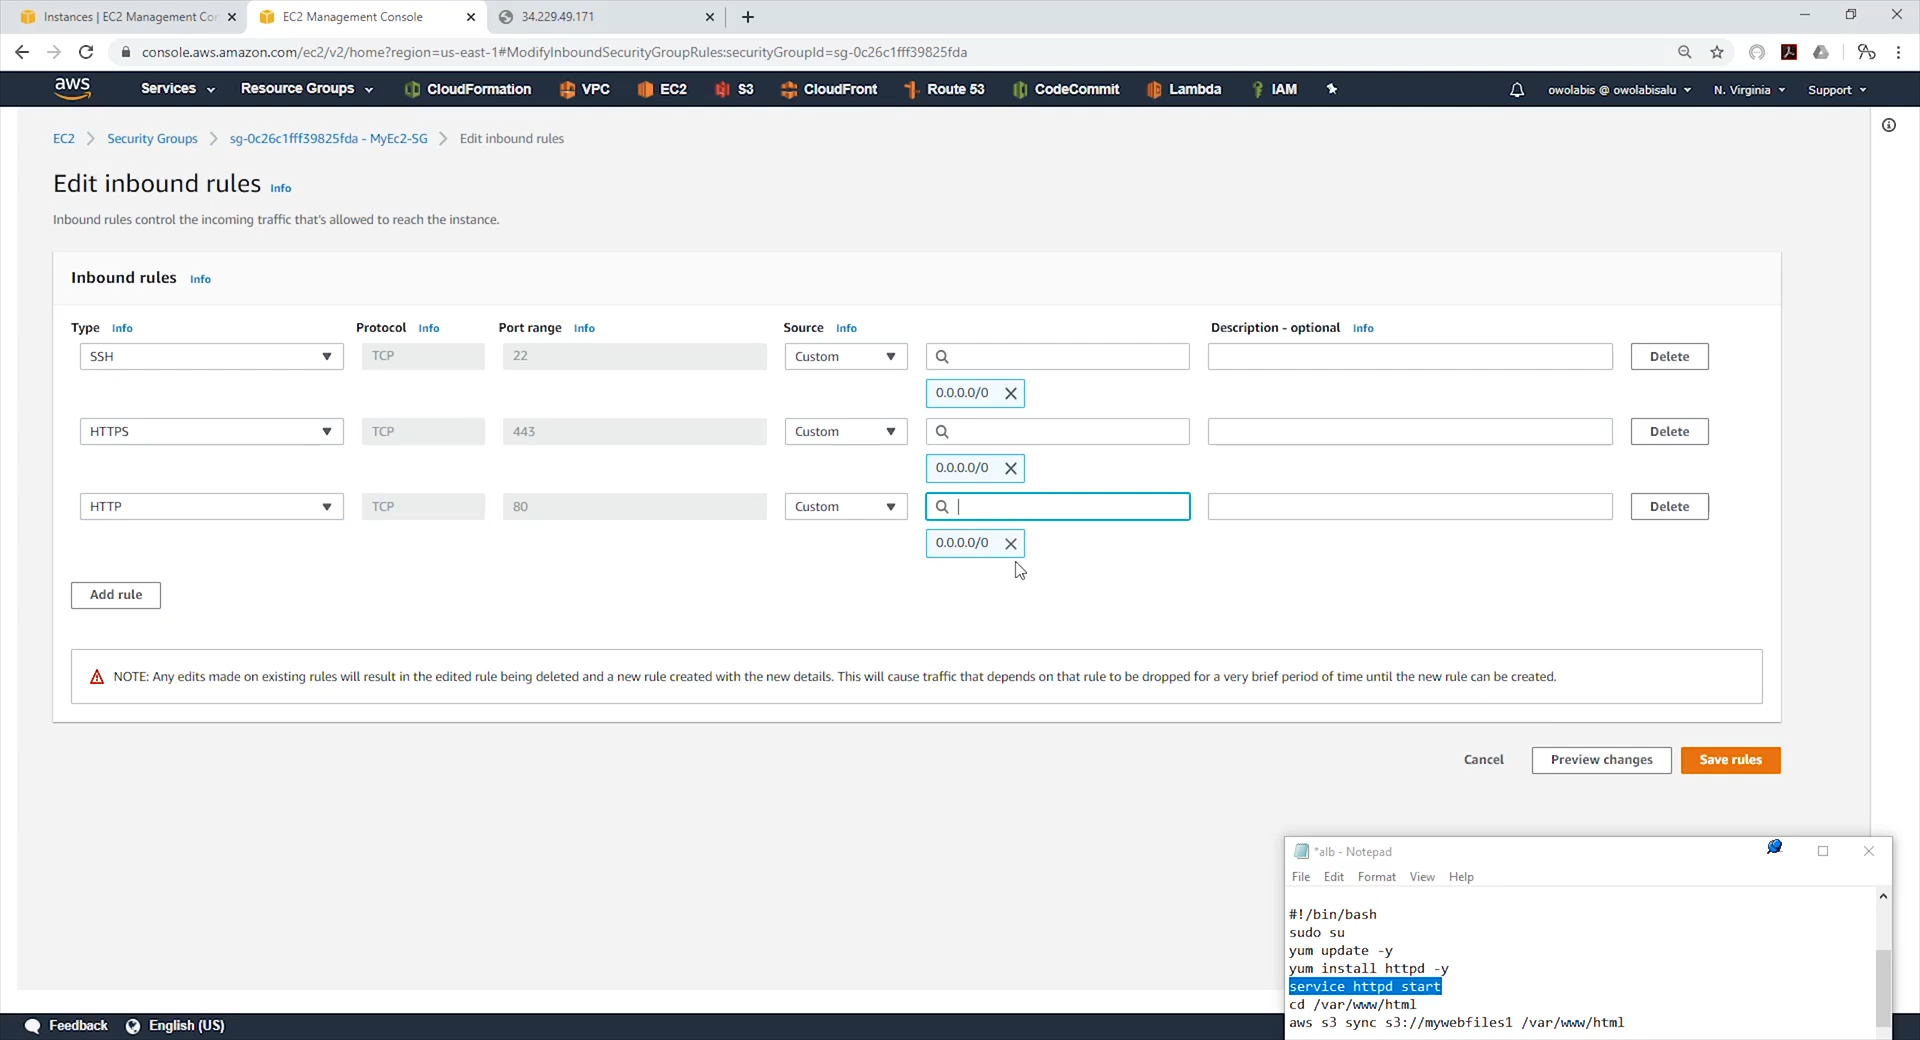 Instances | EC2 Management Co
EC2 Management Console
34.229.49.171
console.aws.amazon.com/ec2/v2/home?region=us-east-1#ModifyInboundSecurityGroupRules:securityGroupId=sg-0c26c1fff39825fda
aws Services Resource Groups CloudFormation VPC EC2 S3 CloudFront Route 53 CodeCommit Lambda IAM owolabis @ owolabisalu N. Virginia Support
EC2 Security Groups sg-0c26c1fff39825fda - MyEc2-SG Edit inbound rules
Edit inbound rules Info
Inbound rules control the incoming traffic that's allowed to reach the instance.
Inbound rules Info
Type Info Protocol Info Port range Info Source Info Description - optional Info
SSH TCP 22 Custom Delete
0.0.0.0/0
HTTPS TCP 443 Custom Delete
0.0.0.0/0
HTTP TCP 80 Custom Delete
0.0.0.0/0
Add rule
NOTE: Any edits made on existing rules will result in the edited rule being deleted and a new rule created with the new details. This will cause traffic that depends on that rule to be dropped for a very brief period of time until the new rule can be created.
Cancel Preview changes Save rules
*alb - Notepad
File Edit Format View Help
#!/bin/bash
sudo su
yum update -y
yum install httpd -y
service httpd start
cd /var/www/html
aws s3 sync s3://mywebfiles1 /var/www/html
Feedback English (US)